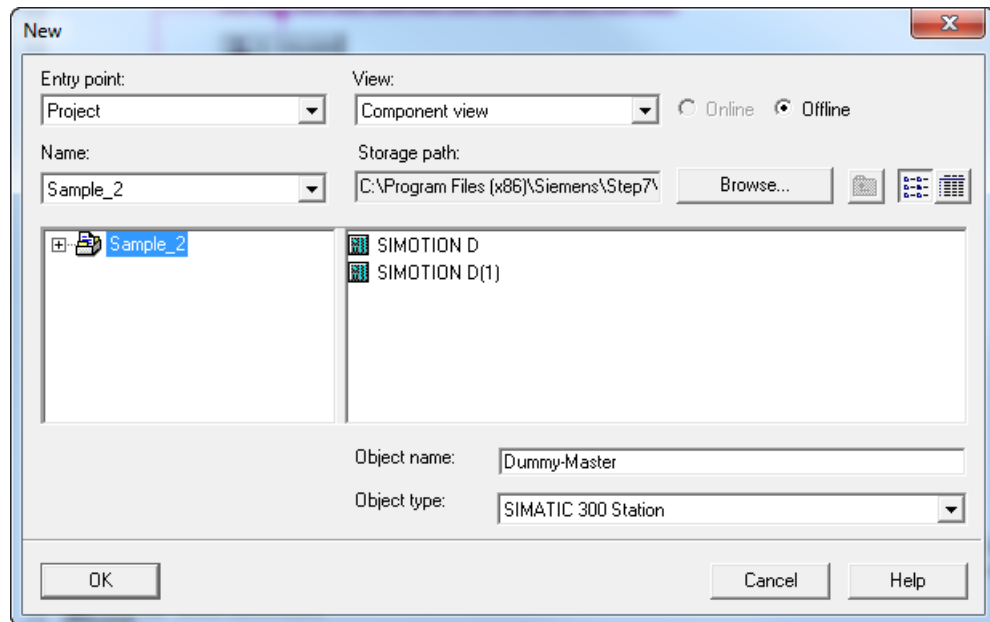 New
Entry point:
View:
Project
Component view
Online
Offline
Name:
Storage path:
Sample_2
C:\Program Files (x86)\Siemens\Step7\
Browse...
Sample_2
SIMOTION D
SIMOTION D(1)
Object name:
Dummy-Master
Object type:
SIMATIC 300 Station
OK
Cancel
Help